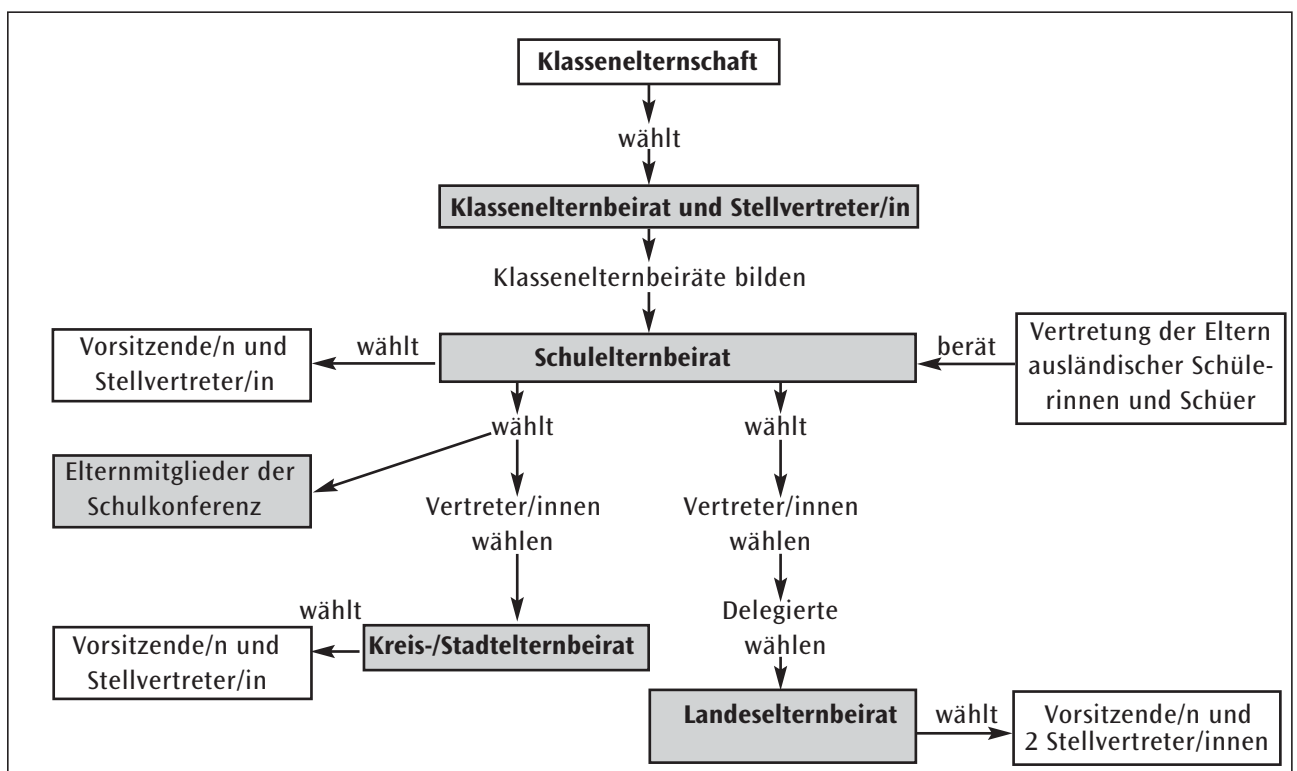 Klassenelternschaft
wählt
Klassenelternbeirat und Stellvertreter/in
Klassenelternbeiräte bilden
Vorsitzende/n und
Stellvertreter/in
wählt
Schulelternbeirat
berät
Vertretung der Eltern
ausländischer Schüle-
rinnen und Schüer
wählt
wählt
Elternmitglieder der
Schulkonferenz
Vertreter/innen
wählen
Vertreter/innen
wählen
wählt
Vorsitzende/n und
Stellvertreter/in
Kreis-/Stadtelternbeirat
Delegierte
wählen
Landeselternbeirat
wählt
Vorsitzende/n und
2 Stellvertreter/innen